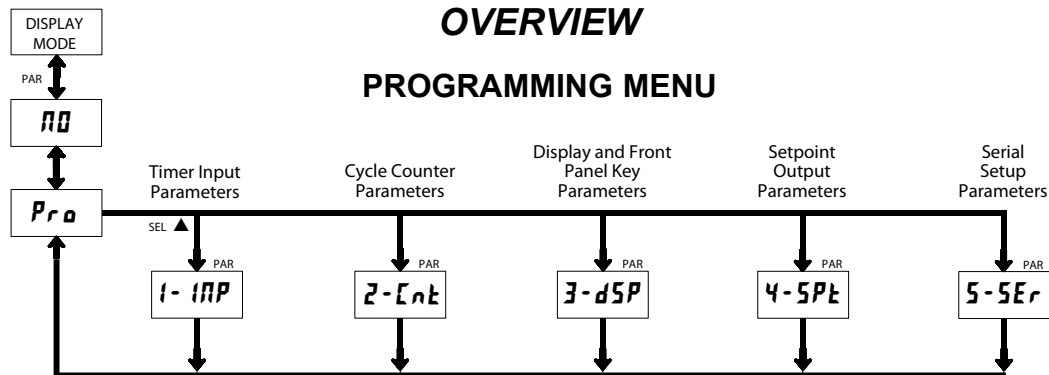 OVERVIEW
PROGRAMMING MENU
DISPLAY
MODE
PAR
NO
Pro
Timer Input
Parameters
Cycle Counter
Parameters
Display and Front
Panel Key
Parameters
Setpoint
Output
Parameters
Serial
Setup
Parameters
SEL ▲
PAR
1-INP
PAR
2-Cnt
PAR
3-dSP
PAR
4-SPt
PAR
5-SEr